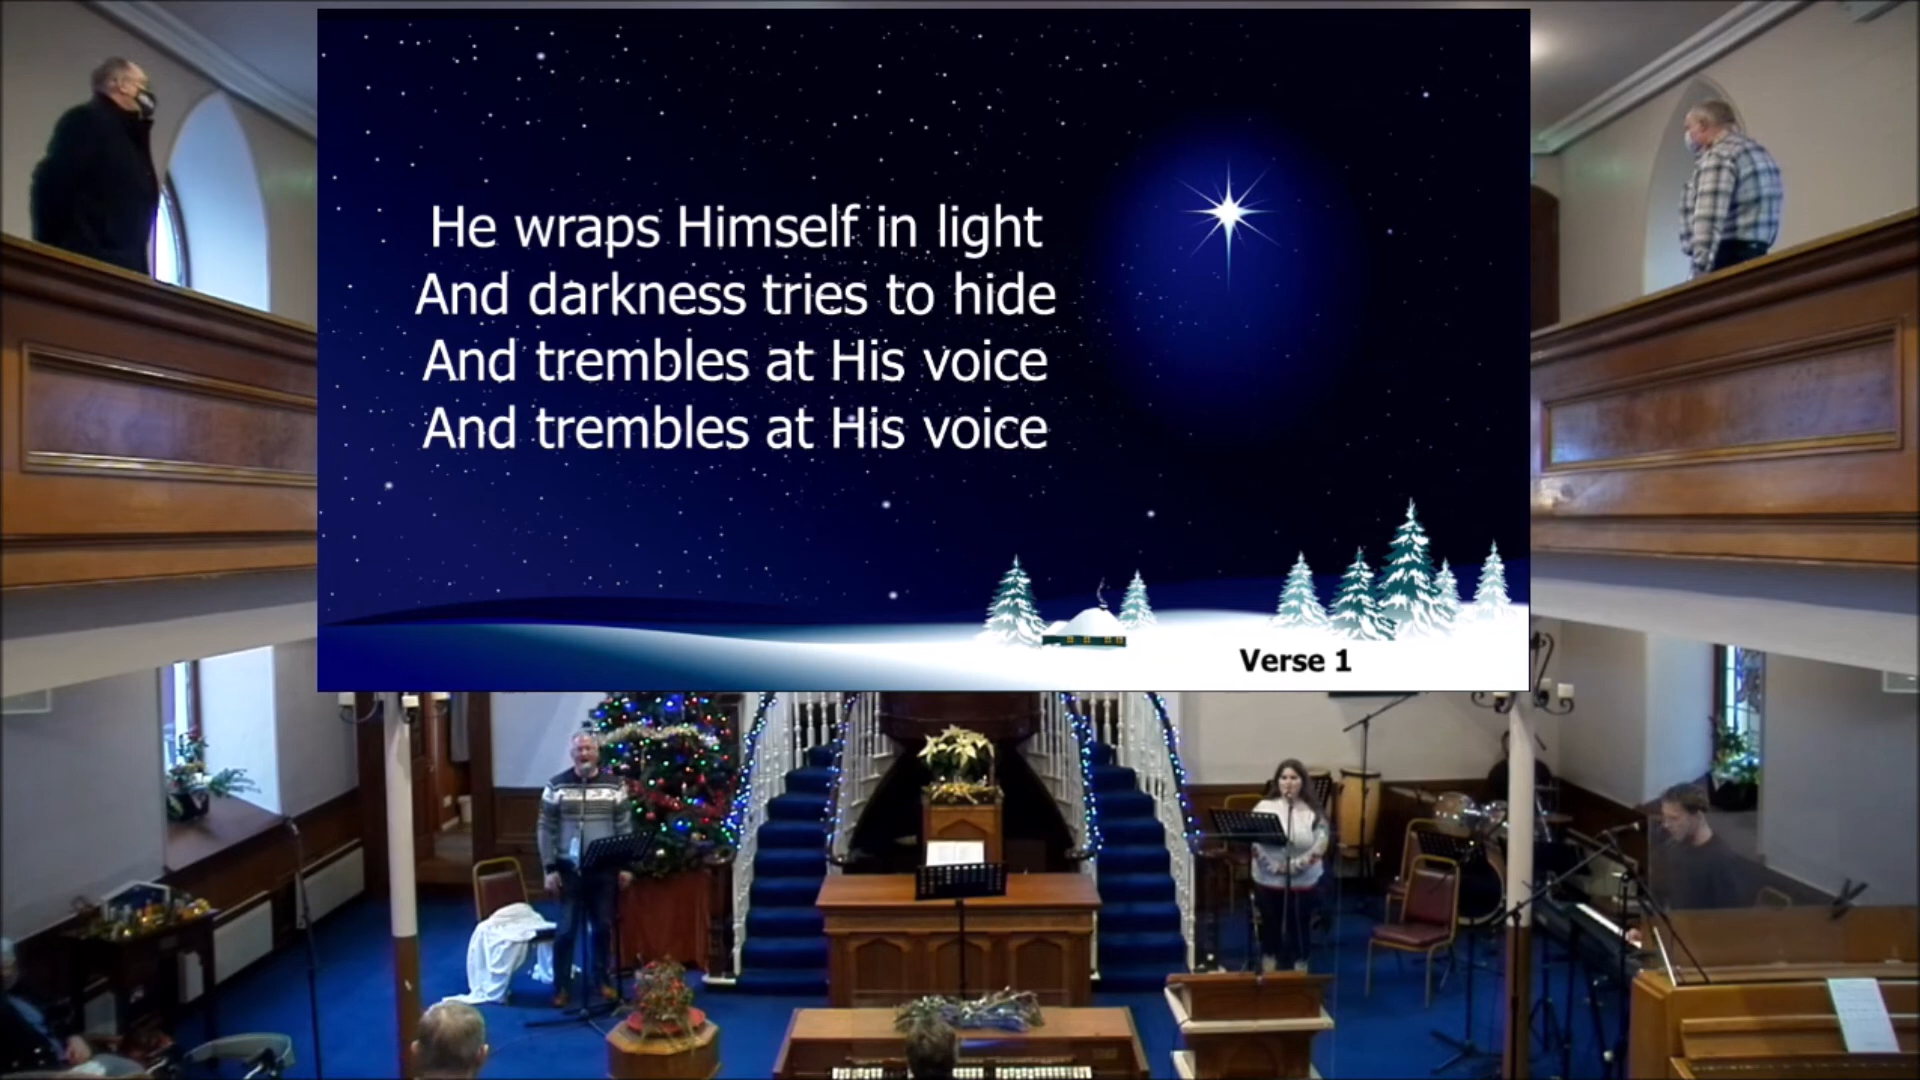 He wraps Himself in light
And darkness tries to hide
And trembles at His voice
And trembles at His voice
Verse 1